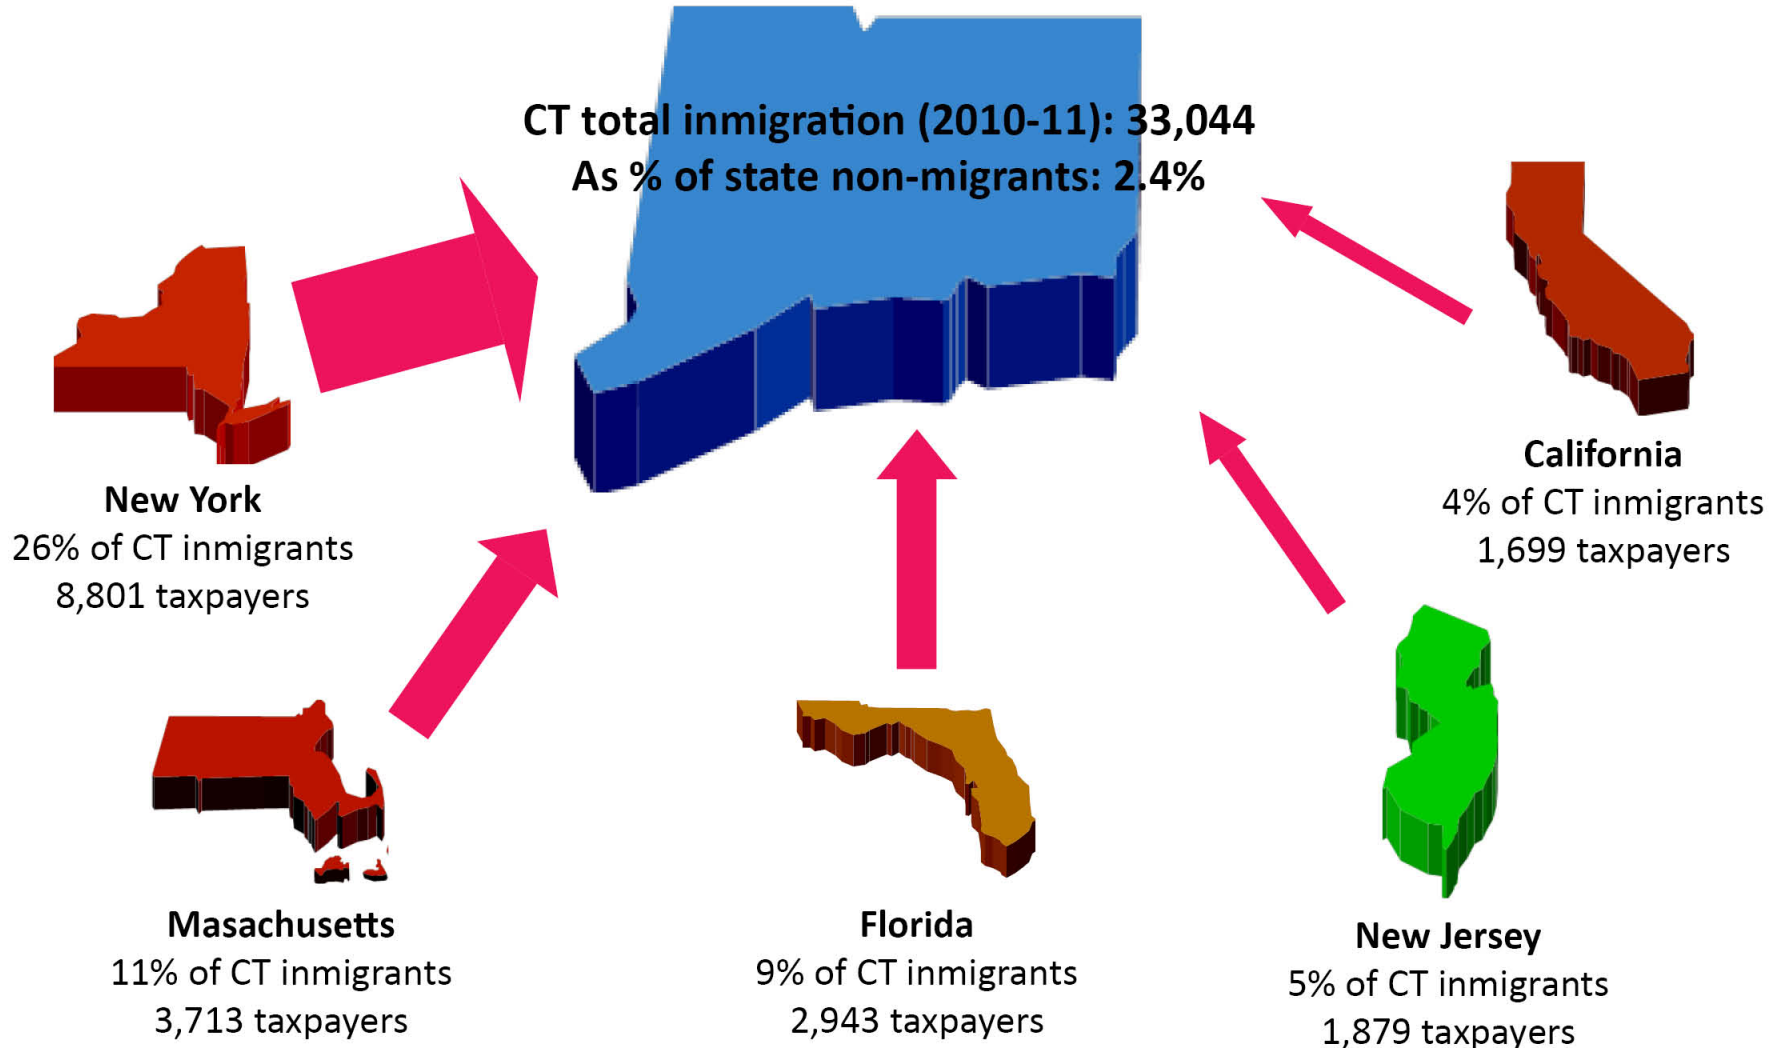 CT total inmigration (2010-11): 33,044
As % of state non-migrants: 2.4%
New York
26% of CT inmigrants
8,801 taxpayers
California
4% of CT inmigrants
1,699 taxpayers
Masachusetts
11% of CT inmigrants
3,713 taxpayers
Florida
9% of CT inmigrants
2,943 taxpayers
New Jersey
5% of CT inmigrants
1,879 taxpayers